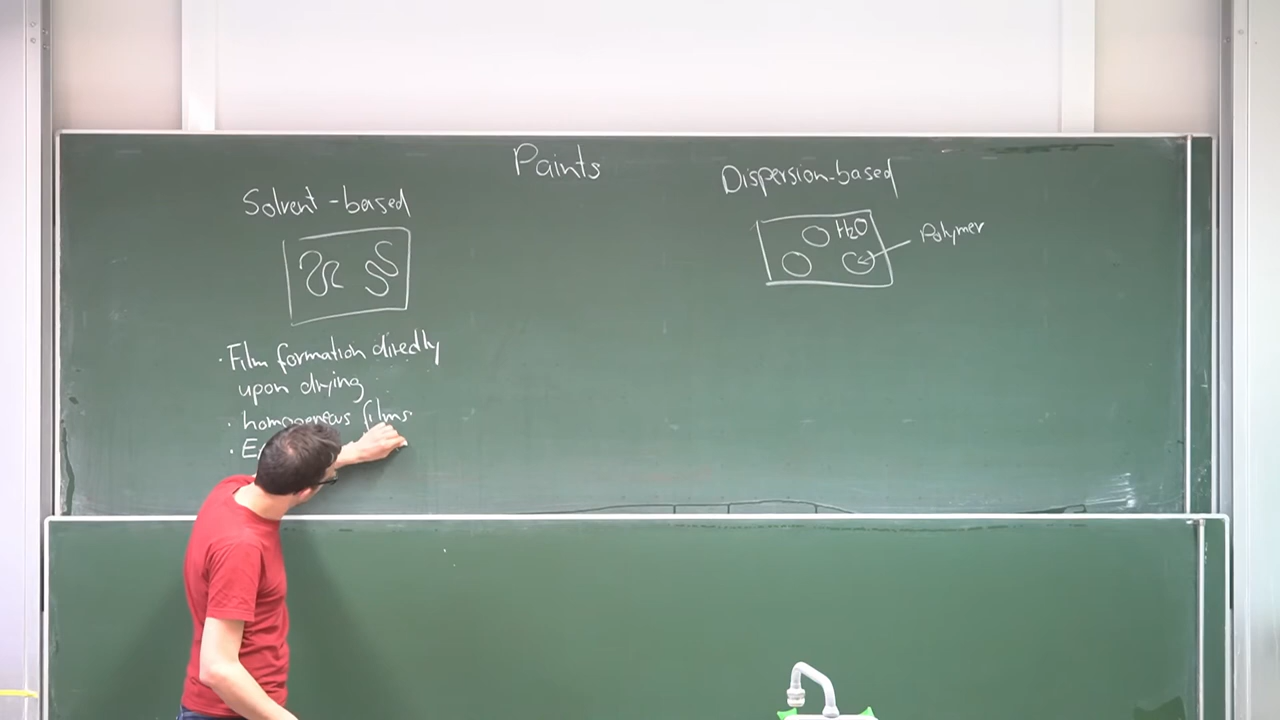 Paints
Solvent-based
Dispersion-based
H₂O
Polymer
· Film formation directly
upon drying
· homogeneous films
·